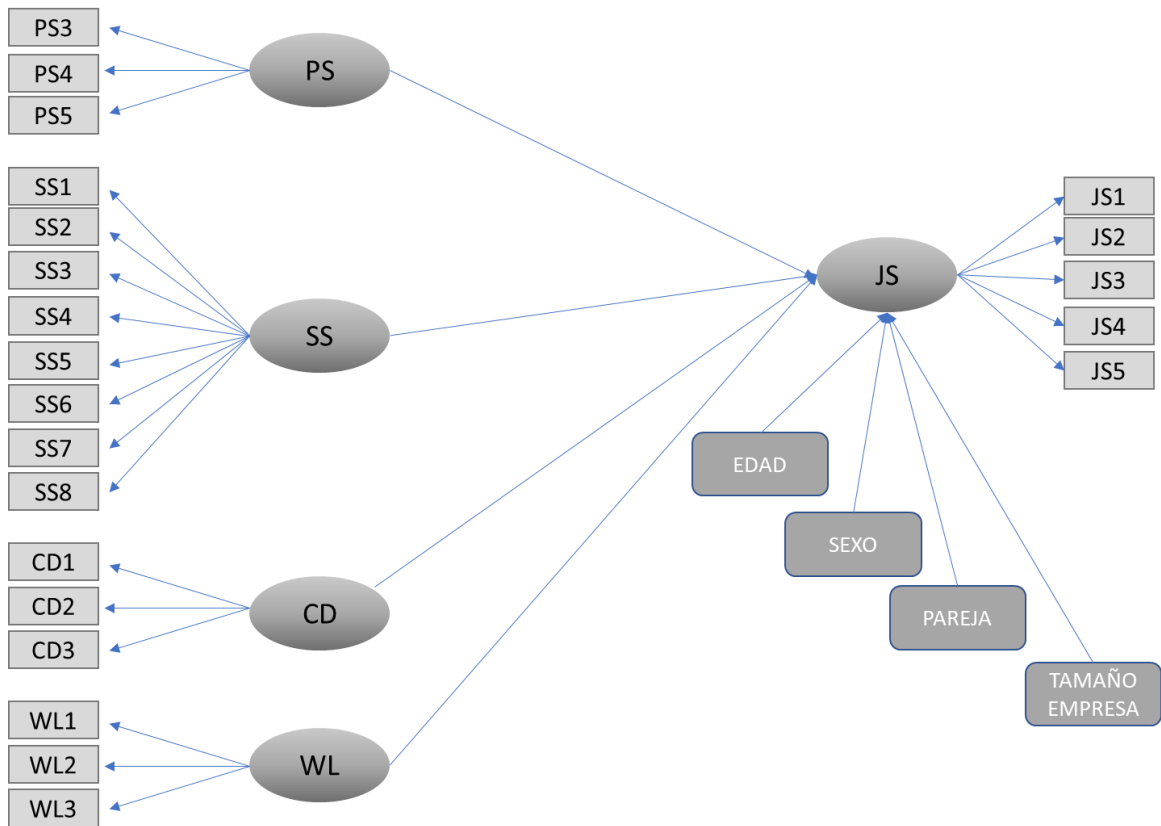 PS3
PS4
PS5
PS
SS1
SS2
SS3
SS4
SS5
SS6
SS7
SS8
SS
CD1
CD2
CD3
CD
WL1
WL2
WL3
WL
JS
JS1
JS2
JS3
JS4
JS5
EDAD
SEXO
PAREJA
TAMAÑO
EMPRESA